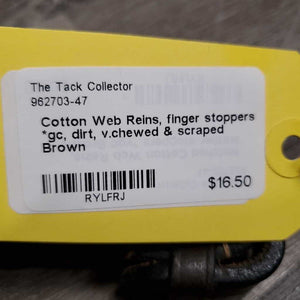 The Tack Collector
962703-47
Cotton Web Reins, finger stoppers
*gc, dirt, v.chewed & scraped
Brown
$16.50
RYLFRJ